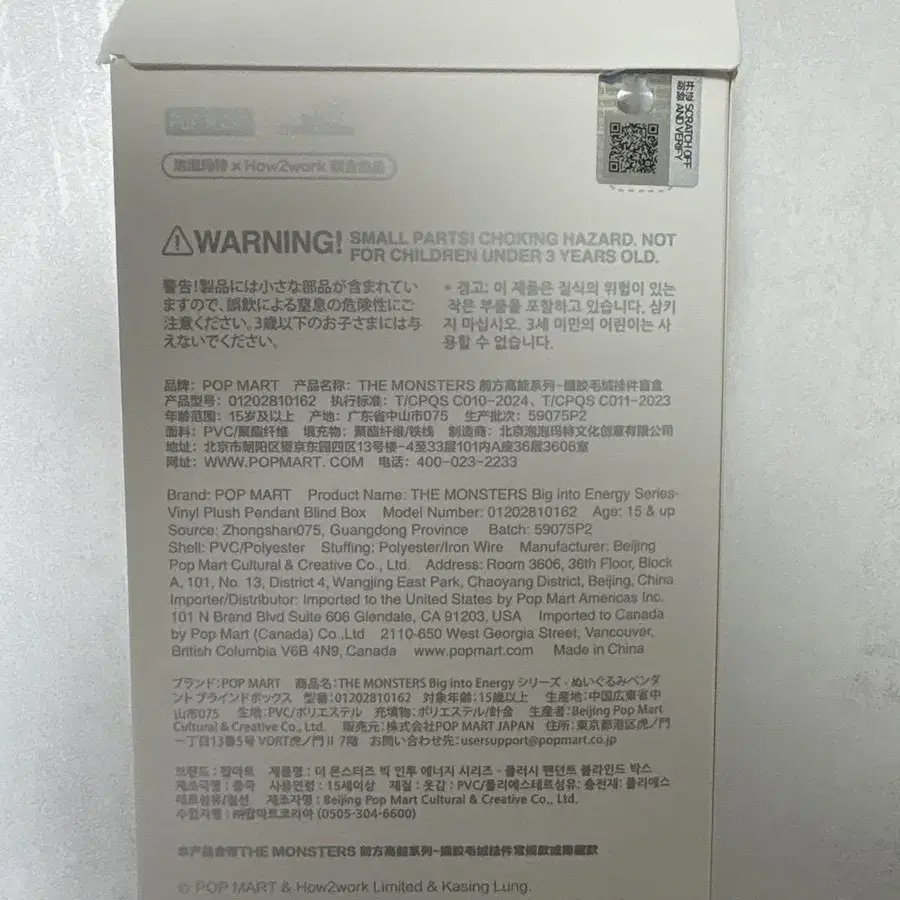 POP MART
泡泡玛特 × How2work 联合出品
开证 SCRATCH OFF
刮验 AND VERIFY
WARNING! SMALL PARTS! CHOKING HAZARD. NOT
FOR CHILDREN UNDER 3 YEARS OLD.
警告!製品には小さな部品が含まれてい
ますので、誤飲による窒息の危険性にご
注意ください。3歳以下のお子さまには与
えないでください。
* 경고: 이 제품은 질식의 위험이 있는
작은 부품을 포함하고 있습니다. 삼키
지 마십시오. 3세 미만의 어린이는 사
용할 수 없습니다.
品牌: POP MART 产品名称: THE MONSTERS 前方高能系列-搪胶毛绒挂件盲盒
产品型号: 01202810162 执行标准: T/CPQS C010-2024、T/CPQS C011-2023
年龄范围: 15岁及以上 产地: 广东省中山市075 生产批次: 59075P2
面料: PVC/聚酯纤维 填充物: 聚酯纤维/铁线 制造商: 北京泡泡玛特文化创意有限公司
地址: 北京市朝阳区望京东园四区13号楼-4至33层101内A座36层3606室
网址: WWW.POPMART. COM 电话: 400-023-2233
Brand: POP MART Product Name: THE MONSTERS Big into Energy Series-
Vinyl Plush Pendant Blind Box Model Number: 01202810162 Age: 15 & up
Source: Zhongshan075, Guangdong Province Batch: 59075P2
Shell: PVC/Polyester Stuffing: Polyester/Iron Wire Manufacturer: Beijing
Pop Mart Cultural & Creative Co., Ltd. Address: Room 3606, 36th Floor, Block
A, 101, No. 13, District 4, Wangjing East Park, Chaoyang District, Beijing, China
Importer/Distributor: Imported to the United States by Pop Mart Americas Inc.
101 N Brand Blvd Suite 606 Glendale, CA 91203, USA Imported to Canada
by Pop Mart (Canada) Co.,Ltd 2110-650 West Georgia Street, Vancouver,
British Columbia V6B 4N9, Canada www.popmart.com Made in China
ブランド:POP MART 商品名:THE MONSTERS Big into Energy シリーズ - ぬいぐるみペンダ
ント ブラインドボックス 型番:01202810162 対象年齢:15歳以上 生産地:中国広東省中
山市075 生地:PVC/ポリエステル 充填物:ポリエステル/針金 生産者:Beijing Pop Mart
Cultural & Creative Co., Ltd. 販売元:株式会社POP MART JAPAN 住所:東京都港区虎ノ門
一丁目13番5号 VORT虎ノ門Ⅱ 7階 お問い合わせ先:usersupport@popmart.co.jp
브랜드 : 팝마트 제품명 : 더 몬스터즈 빅 인투 에너지 시리즈 - 플러시 펜던트 블라인드 박스
제조국명 : 중국 사용연령 : 15세이상 재질 : 겉감 : PVC/폴리에스테르섬유; 충전재: 폴리에스
테르섬유/철선 제조자명 : Beijing Pop Mart Cultural & Creative Co., Ltd.
수입자명 : ㈜팝마트코리아 (0505-304-6600)
本产品含有THE MONSTERS 前方高能系列-搪胶毛绒挂件常规款或隐藏款
© POP MART & How2work Limited & Kasing Lung.